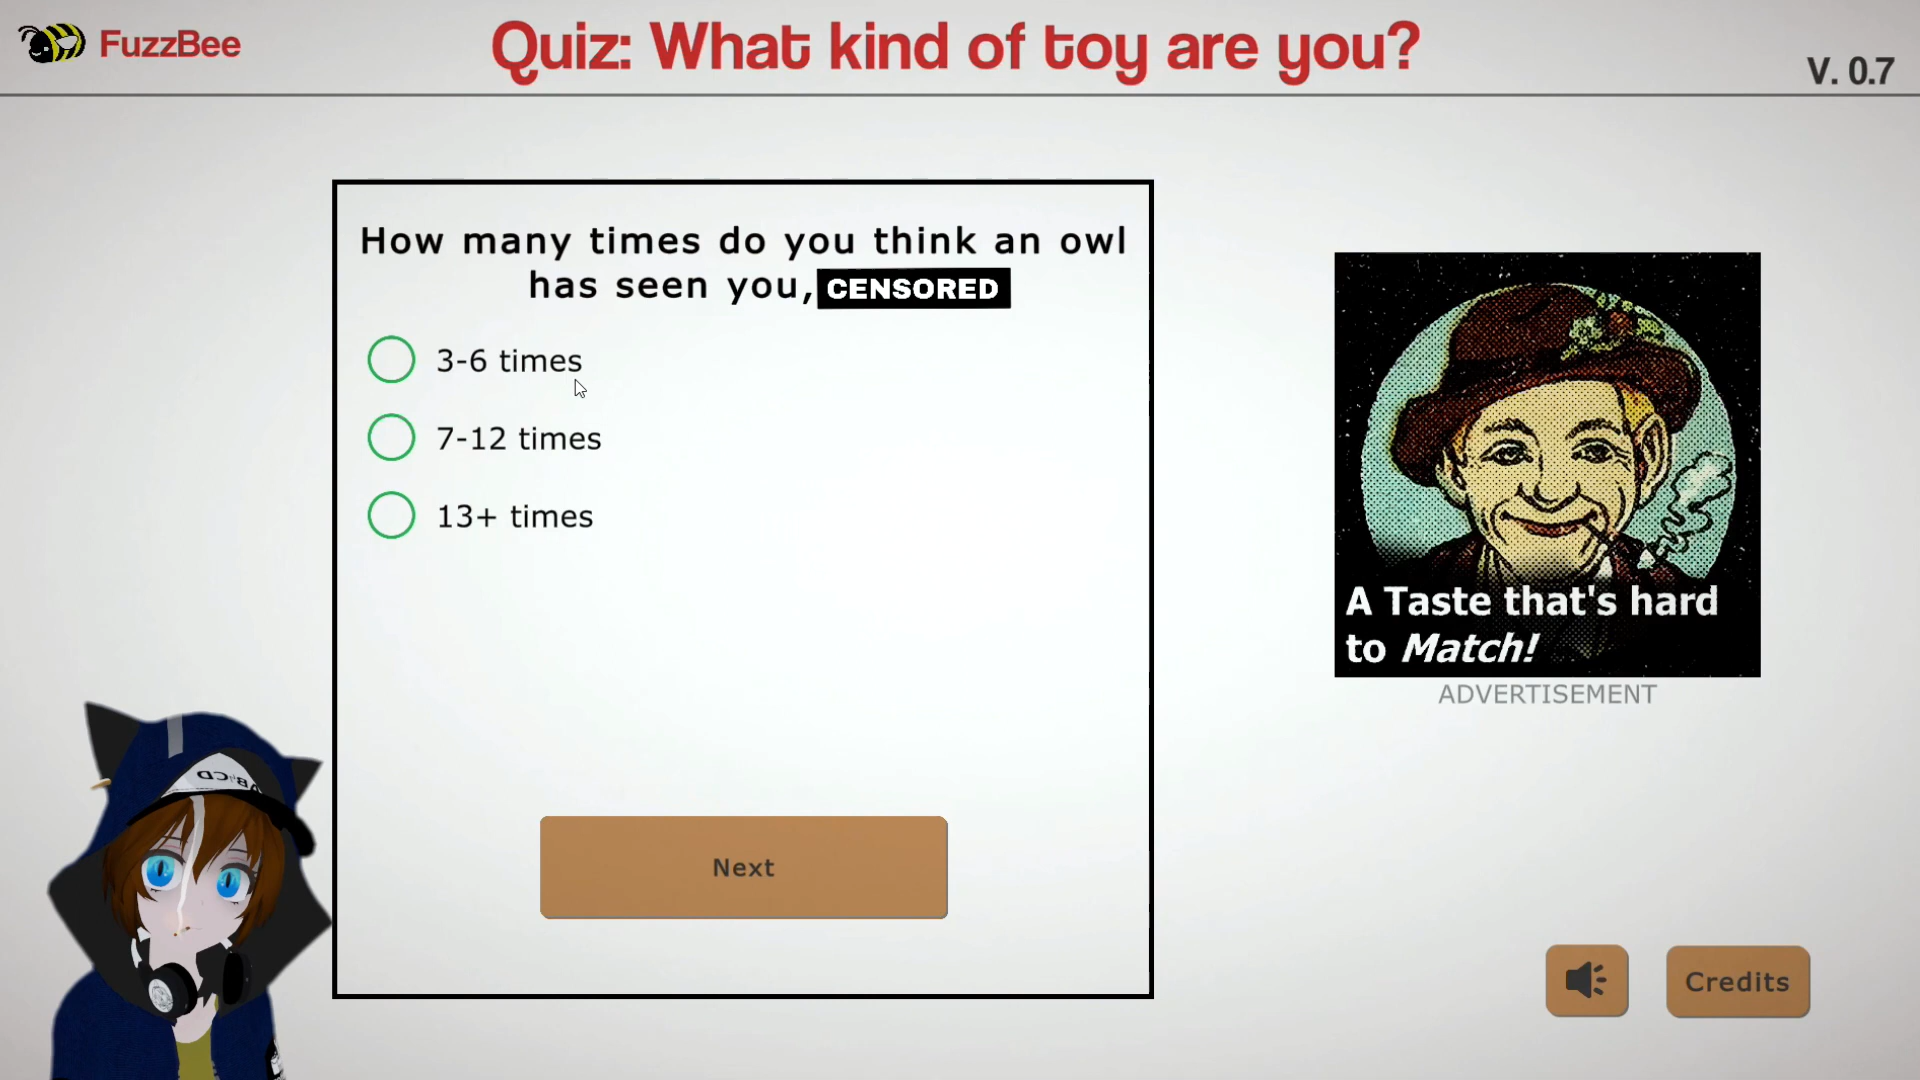 FuzzBee
Quiz: What kind of toy are you?
V. 0.7
How many times do you think an owl
has seen you, CENSORED
3-6 times
7-12 times
13+ times
Next
A Taste that's hard
to Match!
ADVERTISEMENT
Credits